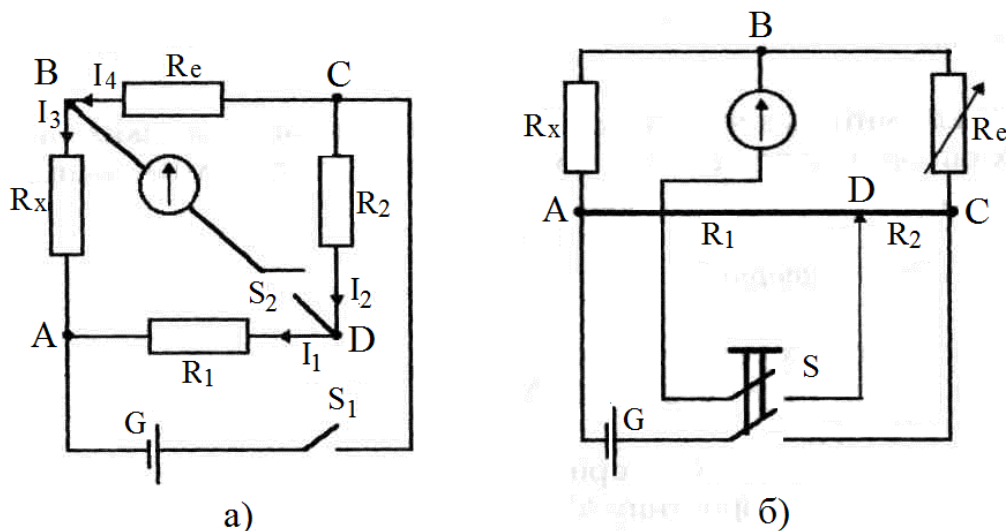 B I₄ Rₑ C
I₃
Rₓ R₂
S₂ I₂
A R₁ I₁ D
G S₁
а)
B
Rₓ Rₑ
A R₁ D R₂ C
S
G
б)